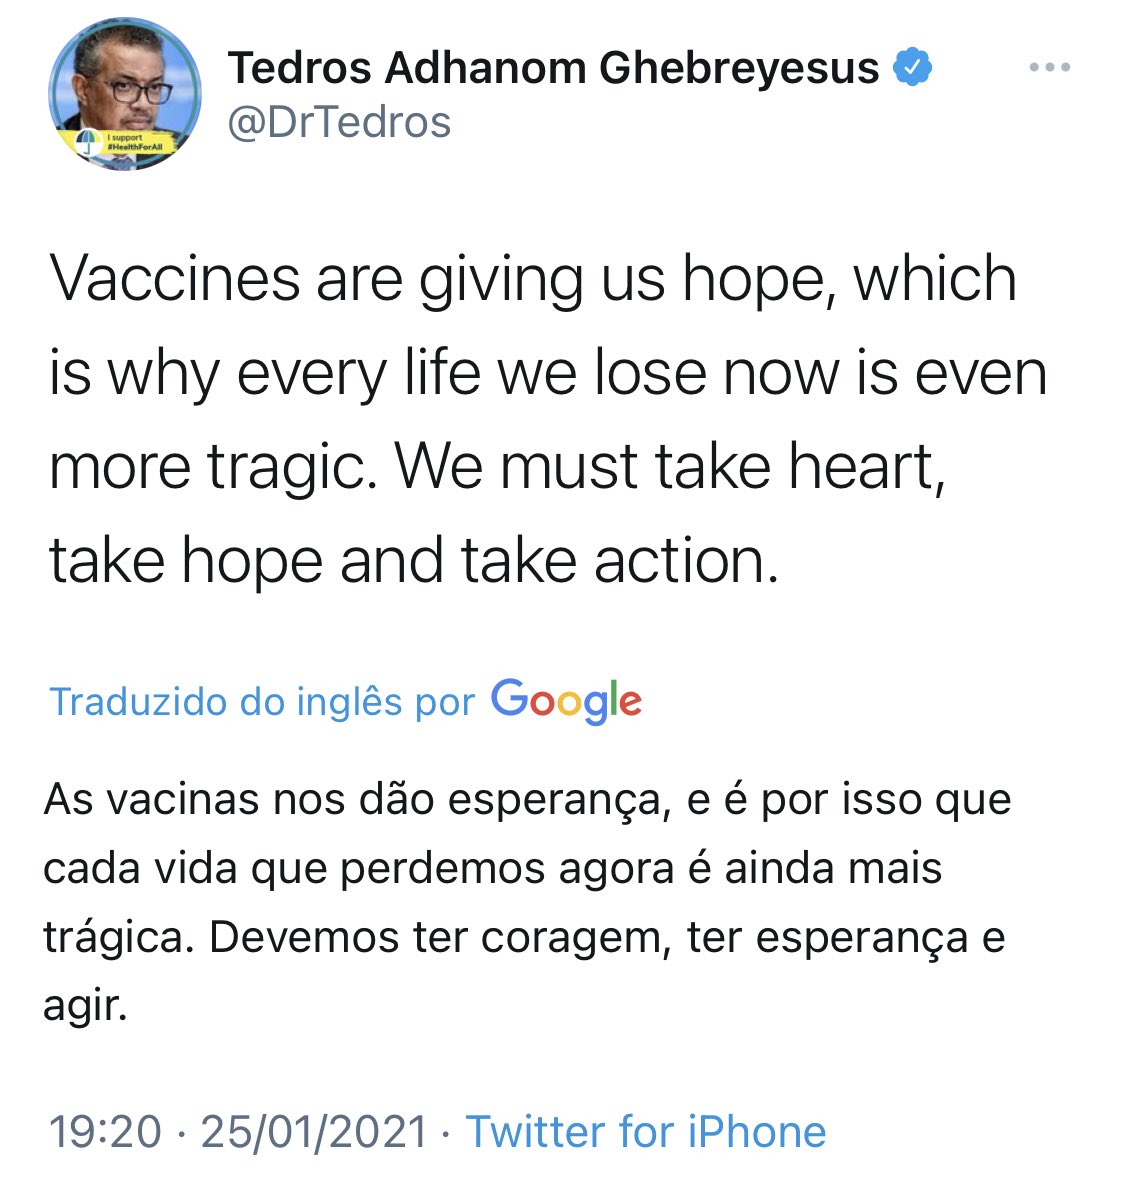 Tedros Adhanom Ghebreyesus
@DrTedros
I support
#HealthForAll
Vaccines are giving us hope, which
is why every life we lose now is even
more tragic. We must take heart,
take hope and take action.
Traduzido do inglês por Google
As vacinas nos dão esperança, e é por isso que
cada vida que perdemos agora é ainda mais
trágica. Devemos ter coragem, ter esperança e
agir.
19:20 · 25/01/2021 · Twitter for iPhone